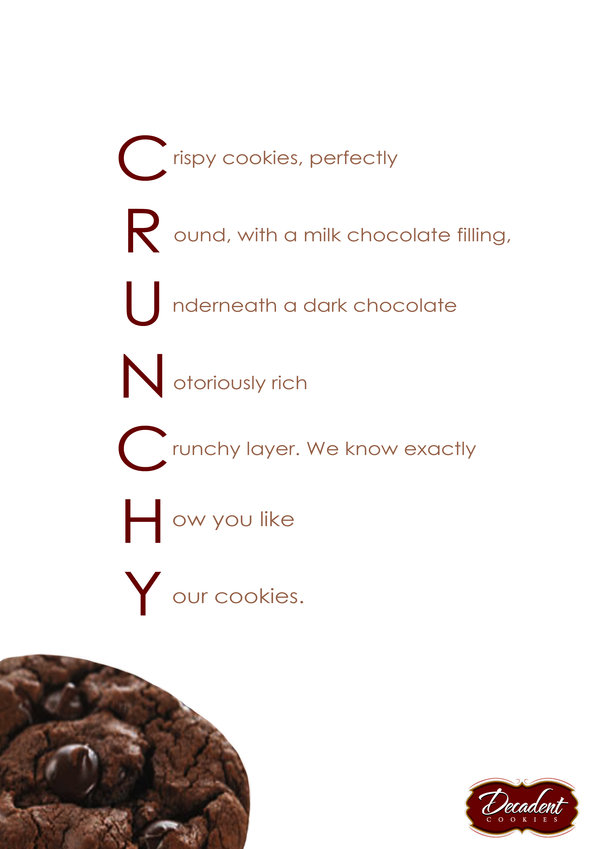 Crispy cookies, perfectly
Round, with a milk chocolate filling,
Underneath a dark chocolate
Notoriously rich
Crunchy layer. We know exactly
How you like
Your cookies.
Decadent
COOKIES